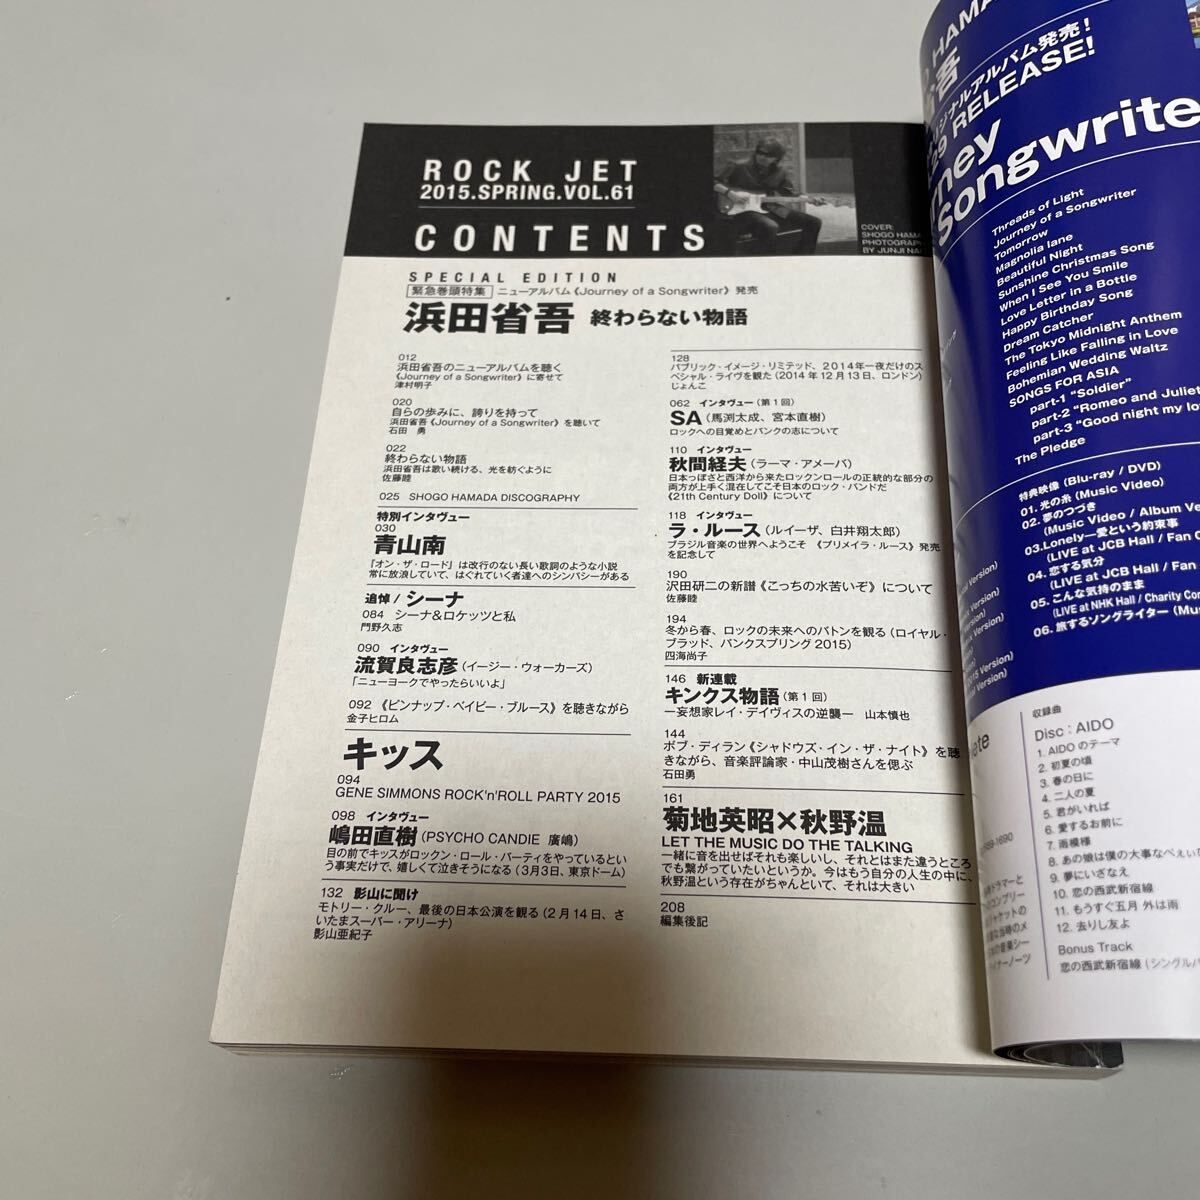 ROCK JET
2015.SPRING.VOL.61
CONTENTS
COVER:
SHOGO HAMA
PHOTOGRAP
BY JUNJI NA
SPECIAL EDITION
緊急巻頭特集 ニューアルバム《Journey of a Songwriter》発売
浜田省吾 終わらない物語
012
浜田省吾のニューアルバムを聴く
《Journey of a Songwriter》に寄せて
津村明子
020
自らの歩みに、誇りを持って
浜田省吾《Journey of a Songwriter》を聴いて
石田 勇
022
終わらない物語
浜田省吾は歌い続ける、光を紡ぐように
佐藤睦
025 SHOGO HAMADA DISCOGRAPHY
特別インタヴュー
030
青山南
『オン・ザ・ロード』は改行のない長い歌詞のような小説
常に放浪していて、はぐれていく者達へのシンパシーがある
追悼 / シーナ
084 シーナ&ロケッツと私
門野久志
090 インタヴュー
流賀良志彦 (イージー・ウォーカーズ)
「ニューヨークでやったらいいよ」
092 《ピンナップ・ベイビー・ブルース》を聴きながら
金子ヒロム
キッス
094
GENE SIMMONS ROCK'n'ROLL PARTY 2015
098 インタヴュー
嶋田直樹 (PSYCHO CANDIE 廣嶋)
目の前でキッスがロックン・ロール・パーティをやっているとい
う事実だけで、嬉しくて泣きそうになる (3月3日、東京ドーム)
132 影山に聞け
モトリー・クルー、最後の日本公演を観る (2月14日、さ
いたまスーパー・アリーナ)
影山亜紀子
128
パブリック・イメージ・リミテッド、2014年一夜だけのス
ペシャル・ライヴを観た (2014年12月13日、ロンドン)
じょんこ
062 インタヴュー (第1回)
SA (馬渕太成、宮本直樹)
ロックへの目覚めとパンクの志について
110 インタヴュー
秋間経夫 (ラーマ・アメーバ)
日本っぽさと西洋から来たロックンロールの正統的な部分の
両方が上手く混在してこそ日本のロック・バンドだ
《21th Century Doll》について
118 インタヴュー
ラ・ルース (ルイーザ、白井翔太郎)
ブラジル音楽の世界へようこそ 《プリメイラ・ルース》発売
を記念して
190
沢田研二の新譜《こっちの水苦いぞ》について
佐藤睦
194
冬から春、ロックの未来へのバトンを観る (ロイヤル・
ブラッド、パンクスプリング2015)
四海尚子
146 新連載
キンクス物語 (第1回)
―妄想家レイ・デイヴィスの逆襲― 山本慎也
144
ボブ・ディラン《シャドウズ・イン・ザ・ナイト》を聴
きながら、音楽評論家・中山茂樹さんを偲ぶ
石田勇
161
菊地英昭×秋野温
LET THE MUSIC DO THE TALKING
一緒に音を出せばそれも楽しいし、それとはまた違うところ
でも繋がっていたいというか。今はもう自分の人生の中に、
秋野温という存在がちゃんといて、それは大きい
208
編集後記
HAMA
省吾
リジナルアルバム発売!
29 RELEASE!
rney
Songwrite
Threads of Light
Journey of a Songwriter
Tomorrow
Magnolia lane
Beautiful Night
Sunshine Christmas Song
When I See You Smile
Love Letter in a Bottle
Happy Birthday Song
Dream Catcher
The Tokyo Midnight Anthem
Feeling Like Falling in Love
Bohemian Wedding Waltz
SONGS FOR ASIA
part-1 “Soldier”
part-2 “Romeo and Juliet
part-3 “Good night my lo
The Pledge
特典映像 (Blu-ray / DVD)
01. 光の糸 (Music Video)
02. 夢のつづき
(Music Video / Album Ve
03.Lonely―愛という約束事
(LIVE at JCB Hall / Fan C
04. 恋する気分
(LIVE at JCB Hall / Fan
05. こんな気持のまま
(LIVE at NHK Hall / Charity Con
06. 旅するソングライター (Mus
収録曲
Disc : AIDO
1. AIDO のテーマ
2. 初夏の頃
3. 春の日に
4. 二人の夏
5. 君がいれば
6. 愛するお前に
7. 雨模様
8. あの娘は僕の大事なべぇい
9. 夢にいざなえ
10. 恋の西武新宿線
11. もうすぐ五月 外は雨
12. 去りし友よ
Bonus Track
恋の西武新宿線 (シングルバ